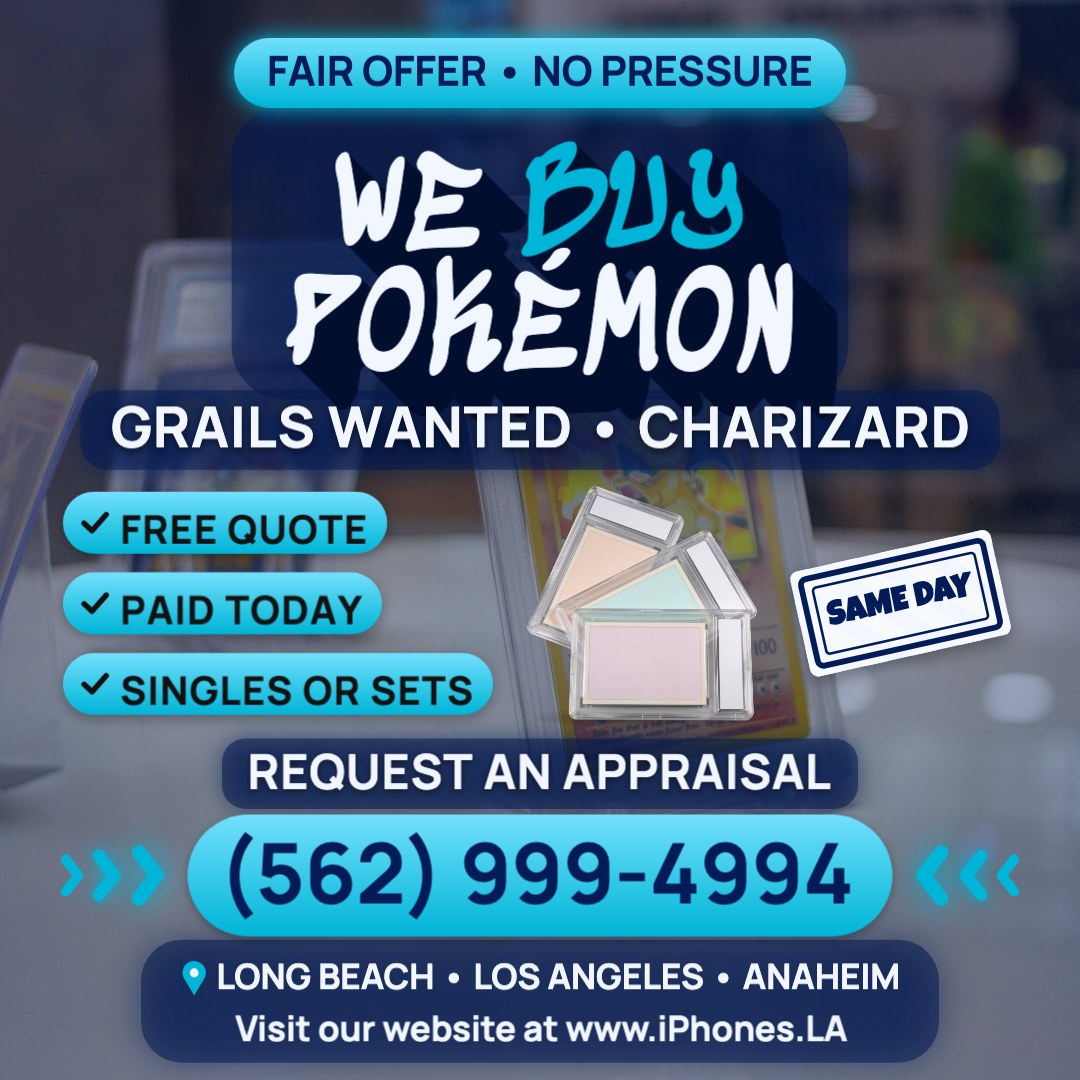 FAIR OFFER • NO PRESSURE
WE BUY
POKÉMON
GRAILS WANTED • CHARIZARD
✓ FREE QUOTE
✓ PAID TODAY
✓ SINGLES OR SETS
SAME DAY
100
REQUEST AN APPRAISAL
(562) 999-4994
LONG BEACH • LOS ANGELES • ANAHEIM
Visit our website at www.iPhones.LA